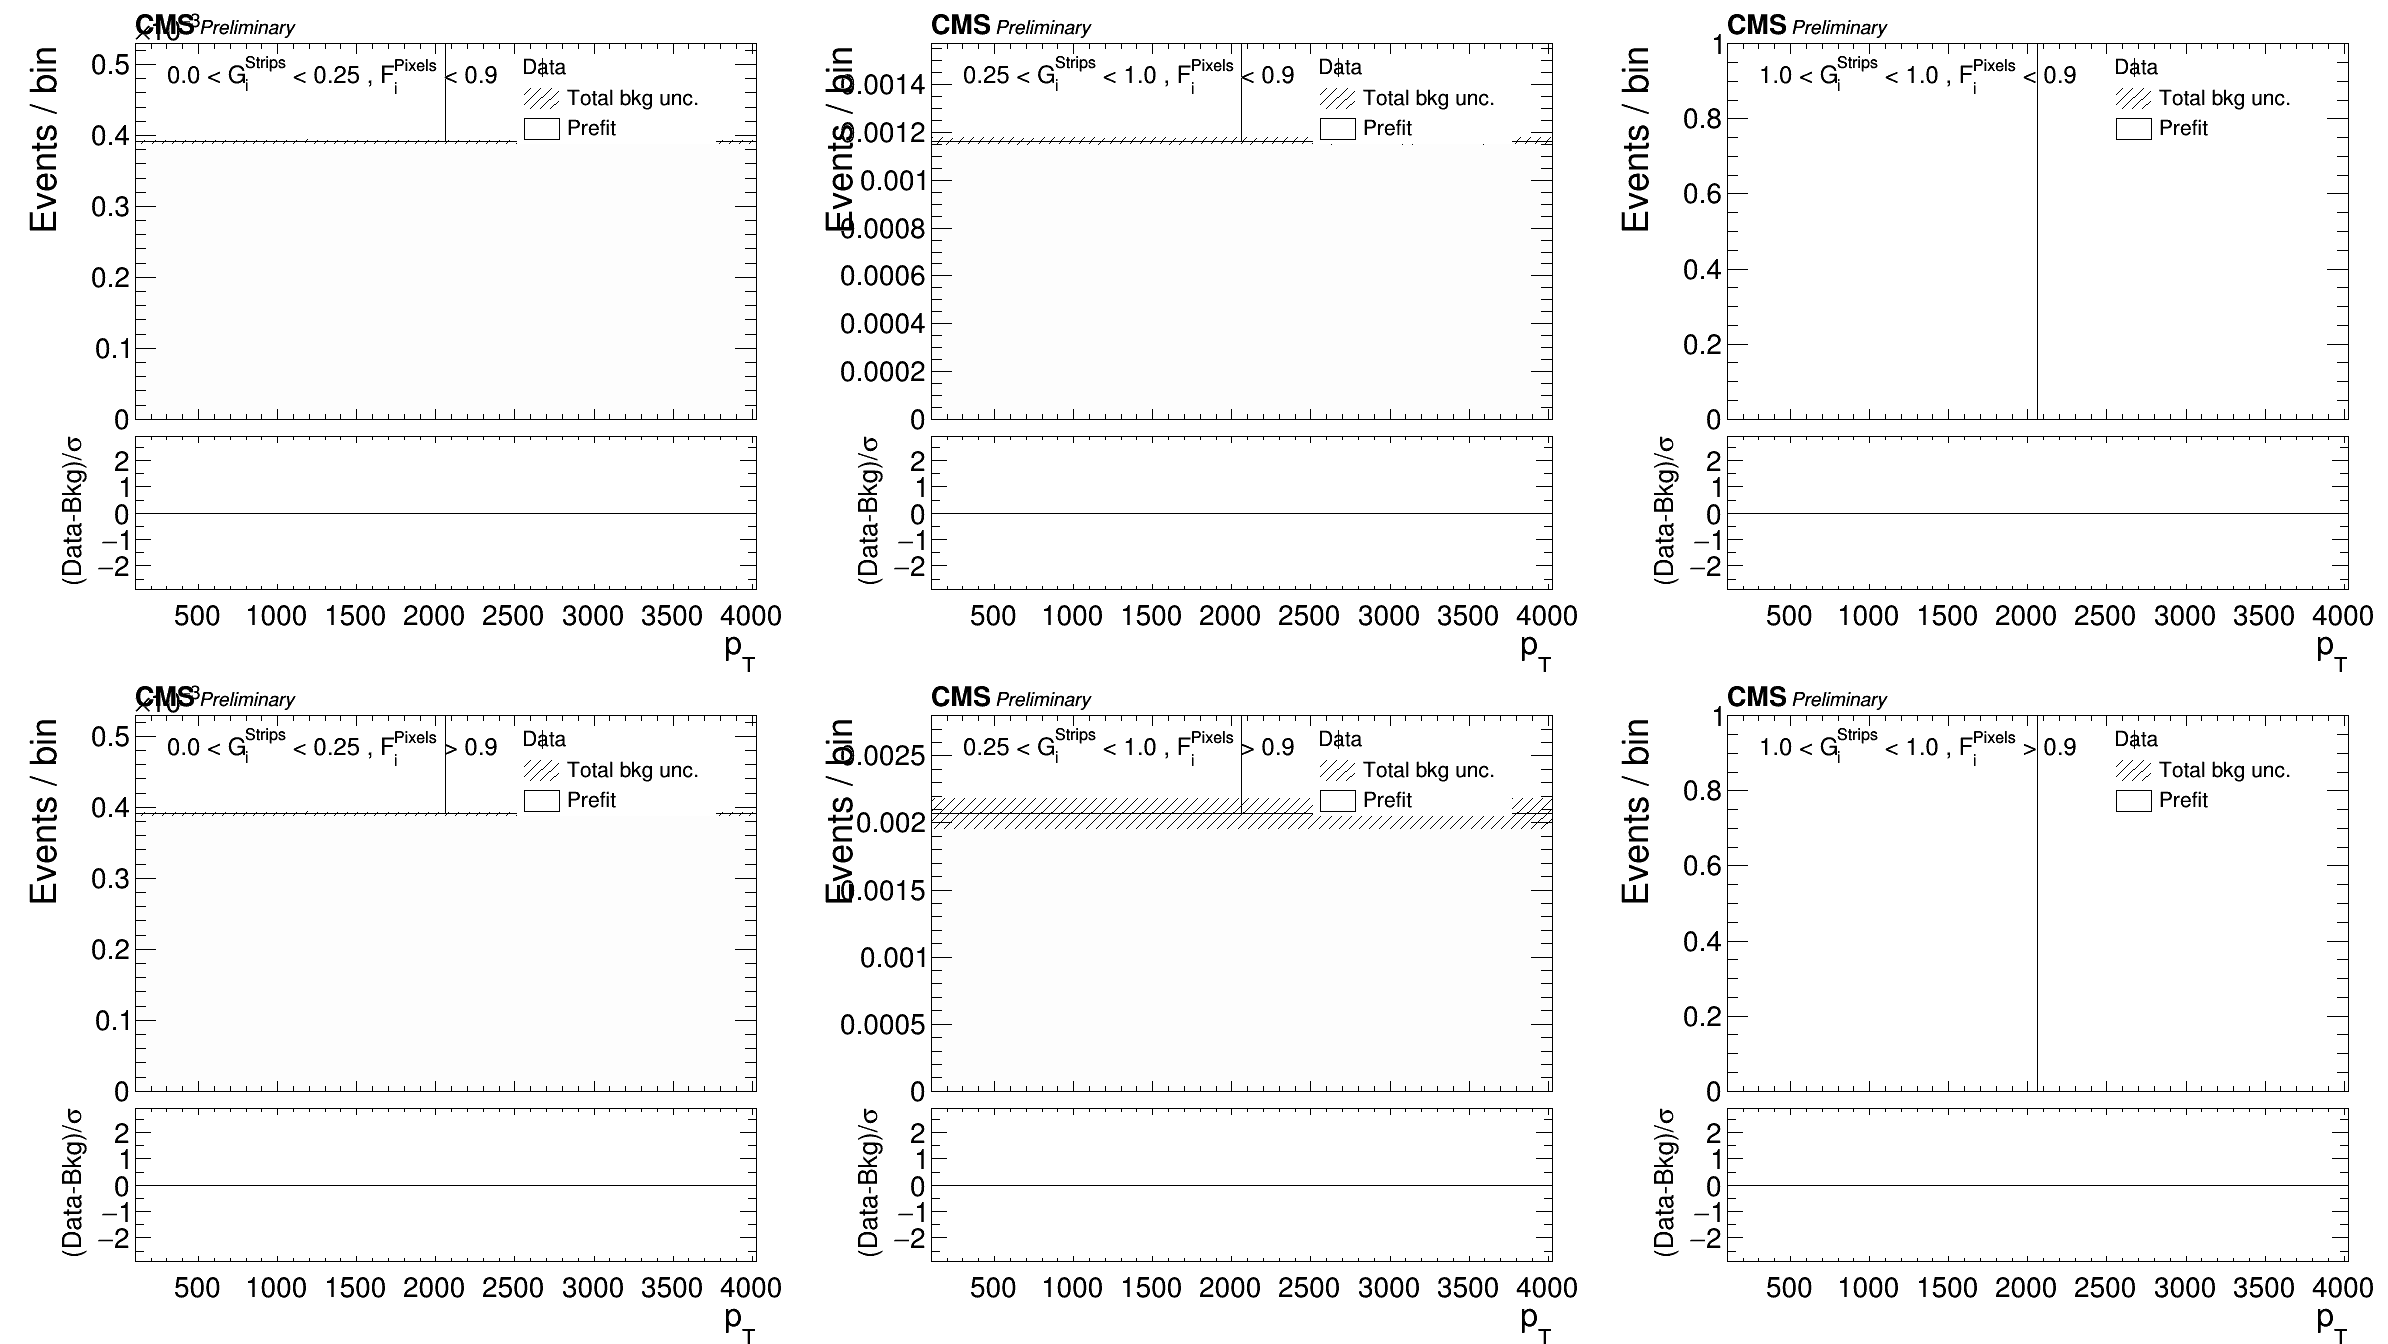 CMS Preliminary
×10⁻³
Events / bin
0.0 < G_i^Strips < 0.25 , F_i^Pixels < 0.9
Data
Total bkg unc.
Prefit
0.5
0.4
0.3
0.2
0.1
0
(Data-Bkg)/σ
2
1
0
−1
−2
500 1000 1500 2000 2500 3000 3500 4000
p_T
CMS Preliminary
Events / bin
0.25 < G_i^Strips < 1.0 , F_i^Pixels < 0.9
Data
Total bkg unc.
Prefit
0.0014
0.0012
0.001
0.0008
0.0006
0.0004
0.0002
0
(Data-Bkg)/σ
2
1
0
−1
−2
500 1000 1500 2000 2500 3000 3500 4000
p_T
CMS Preliminary
Events / bin
1.0 < G_i^Strips < 1.0 , F_i^Pixels < 0.9
Data
Total bkg unc.
Prefit
1
0.8
0.6
0.4
0.2
0
(Data-Bkg)/σ
2
1
0
−1
−2
500 1000 1500 2000 2500 3000 3500 4000
p_T
CMS Preliminary
×10⁻³
Events / bin
0.0 < G_i^Strips < 0.25 , F_i^Pixels > 0.9
Data
Total bkg unc.
Prefit
0.5
0.4
0.3
0.2
0.1
0
(Data-Bkg)/σ
2
1
0
−1
−2
500 1000 1500 2000 2500 3000 3500 4000
p_T
CMS Preliminary
Events / bin
0.25 < G_i^Strips < 1.0 , F_i^Pixels > 0.9
Data
Total bkg unc.
Prefit
0.0025
0.002
0.0015
0.001
0.0005
0
(Data-Bkg)/σ
2
1
0
−1
−2
500 1000 1500 2000 2500 3000 3500 4000
p_T
CMS Preliminary
Events / bin
1.0 < G_i^Strips < 1.0 , F_i^Pixels > 0.9
Data
Total bkg unc.
Prefit
1
0.8
0.6
0.4
0.2
0
(Data-Bkg)/σ
2
1
0
−1
−2
500 1000 1500 2000 2500 3000 3500 4000
p_T